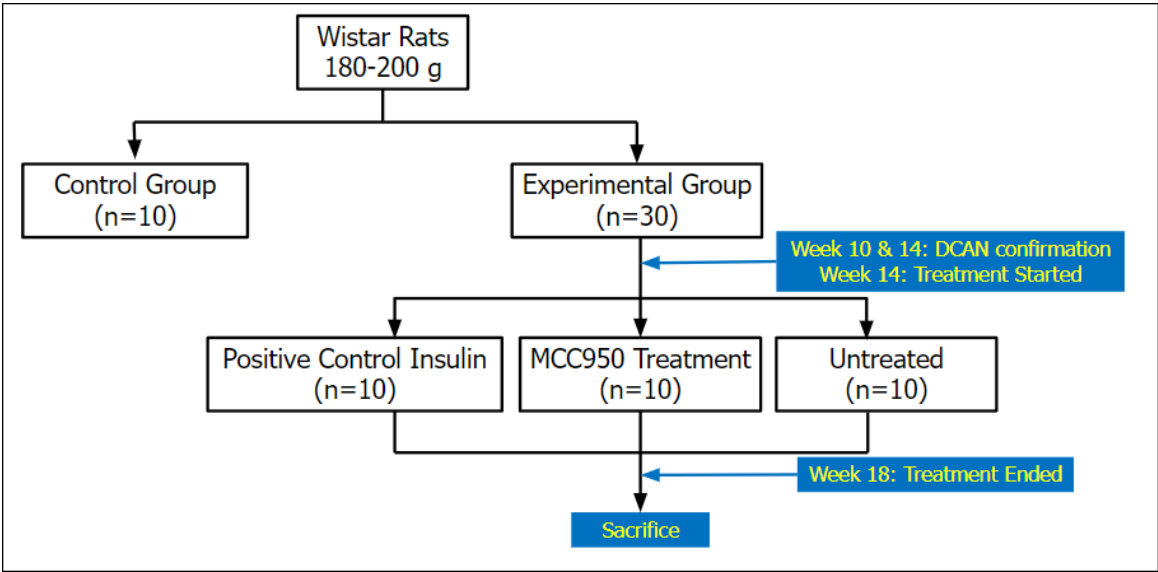 Wistar Rats
180-200 g
Control Group
(n=10)
Experimental Group
(n=30)
Week 10 & 14: DCAN confirmation
Week 14: Treatment Started
Positive Control Insulin
(n=10)
MCC950 Treatment
(n=10)
Untreated
(n=10)
Week 18: Treatment Ended
Sacrifice